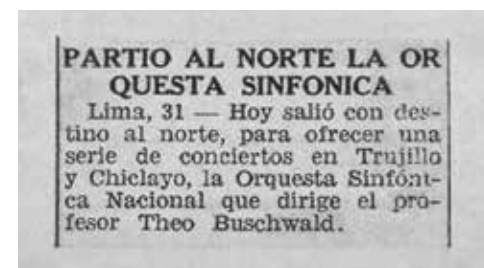 PARTIO AL NORTE LA OR
QUESTA SINFONICA
Lima, 31 — Hoy salió con des-
tino al norte, para ofrecer una
serie de conciertos en Trujillo
y Chiclayo, la Orquesta Sinfóni-
ca Nacional que dirige el pro-
fesor Theo Buschwald.